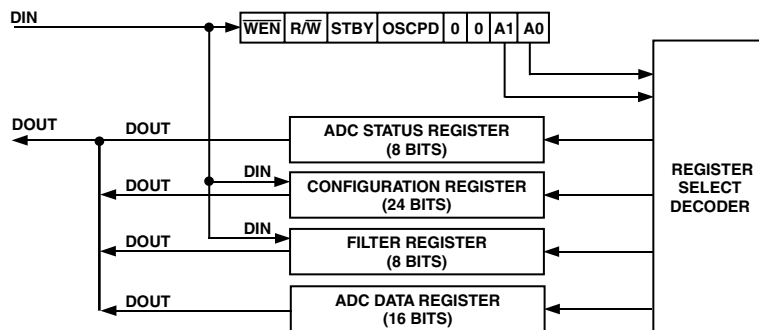 DIN
W̅E̅N̅ R/W̅ STBY OSCPD 0 0 A1 A0
DOUT
DOUT
ADC STATUS REGISTER
(8 BITS)
DIN
DOUT
CONFIGURATION REGISTER
(24 BITS)
DIN
DOUT
FILTER REGISTER
(8 BITS)
DOUT
ADC DATA REGISTER
(16 BITS)
REGISTER
SELECT
DECODER